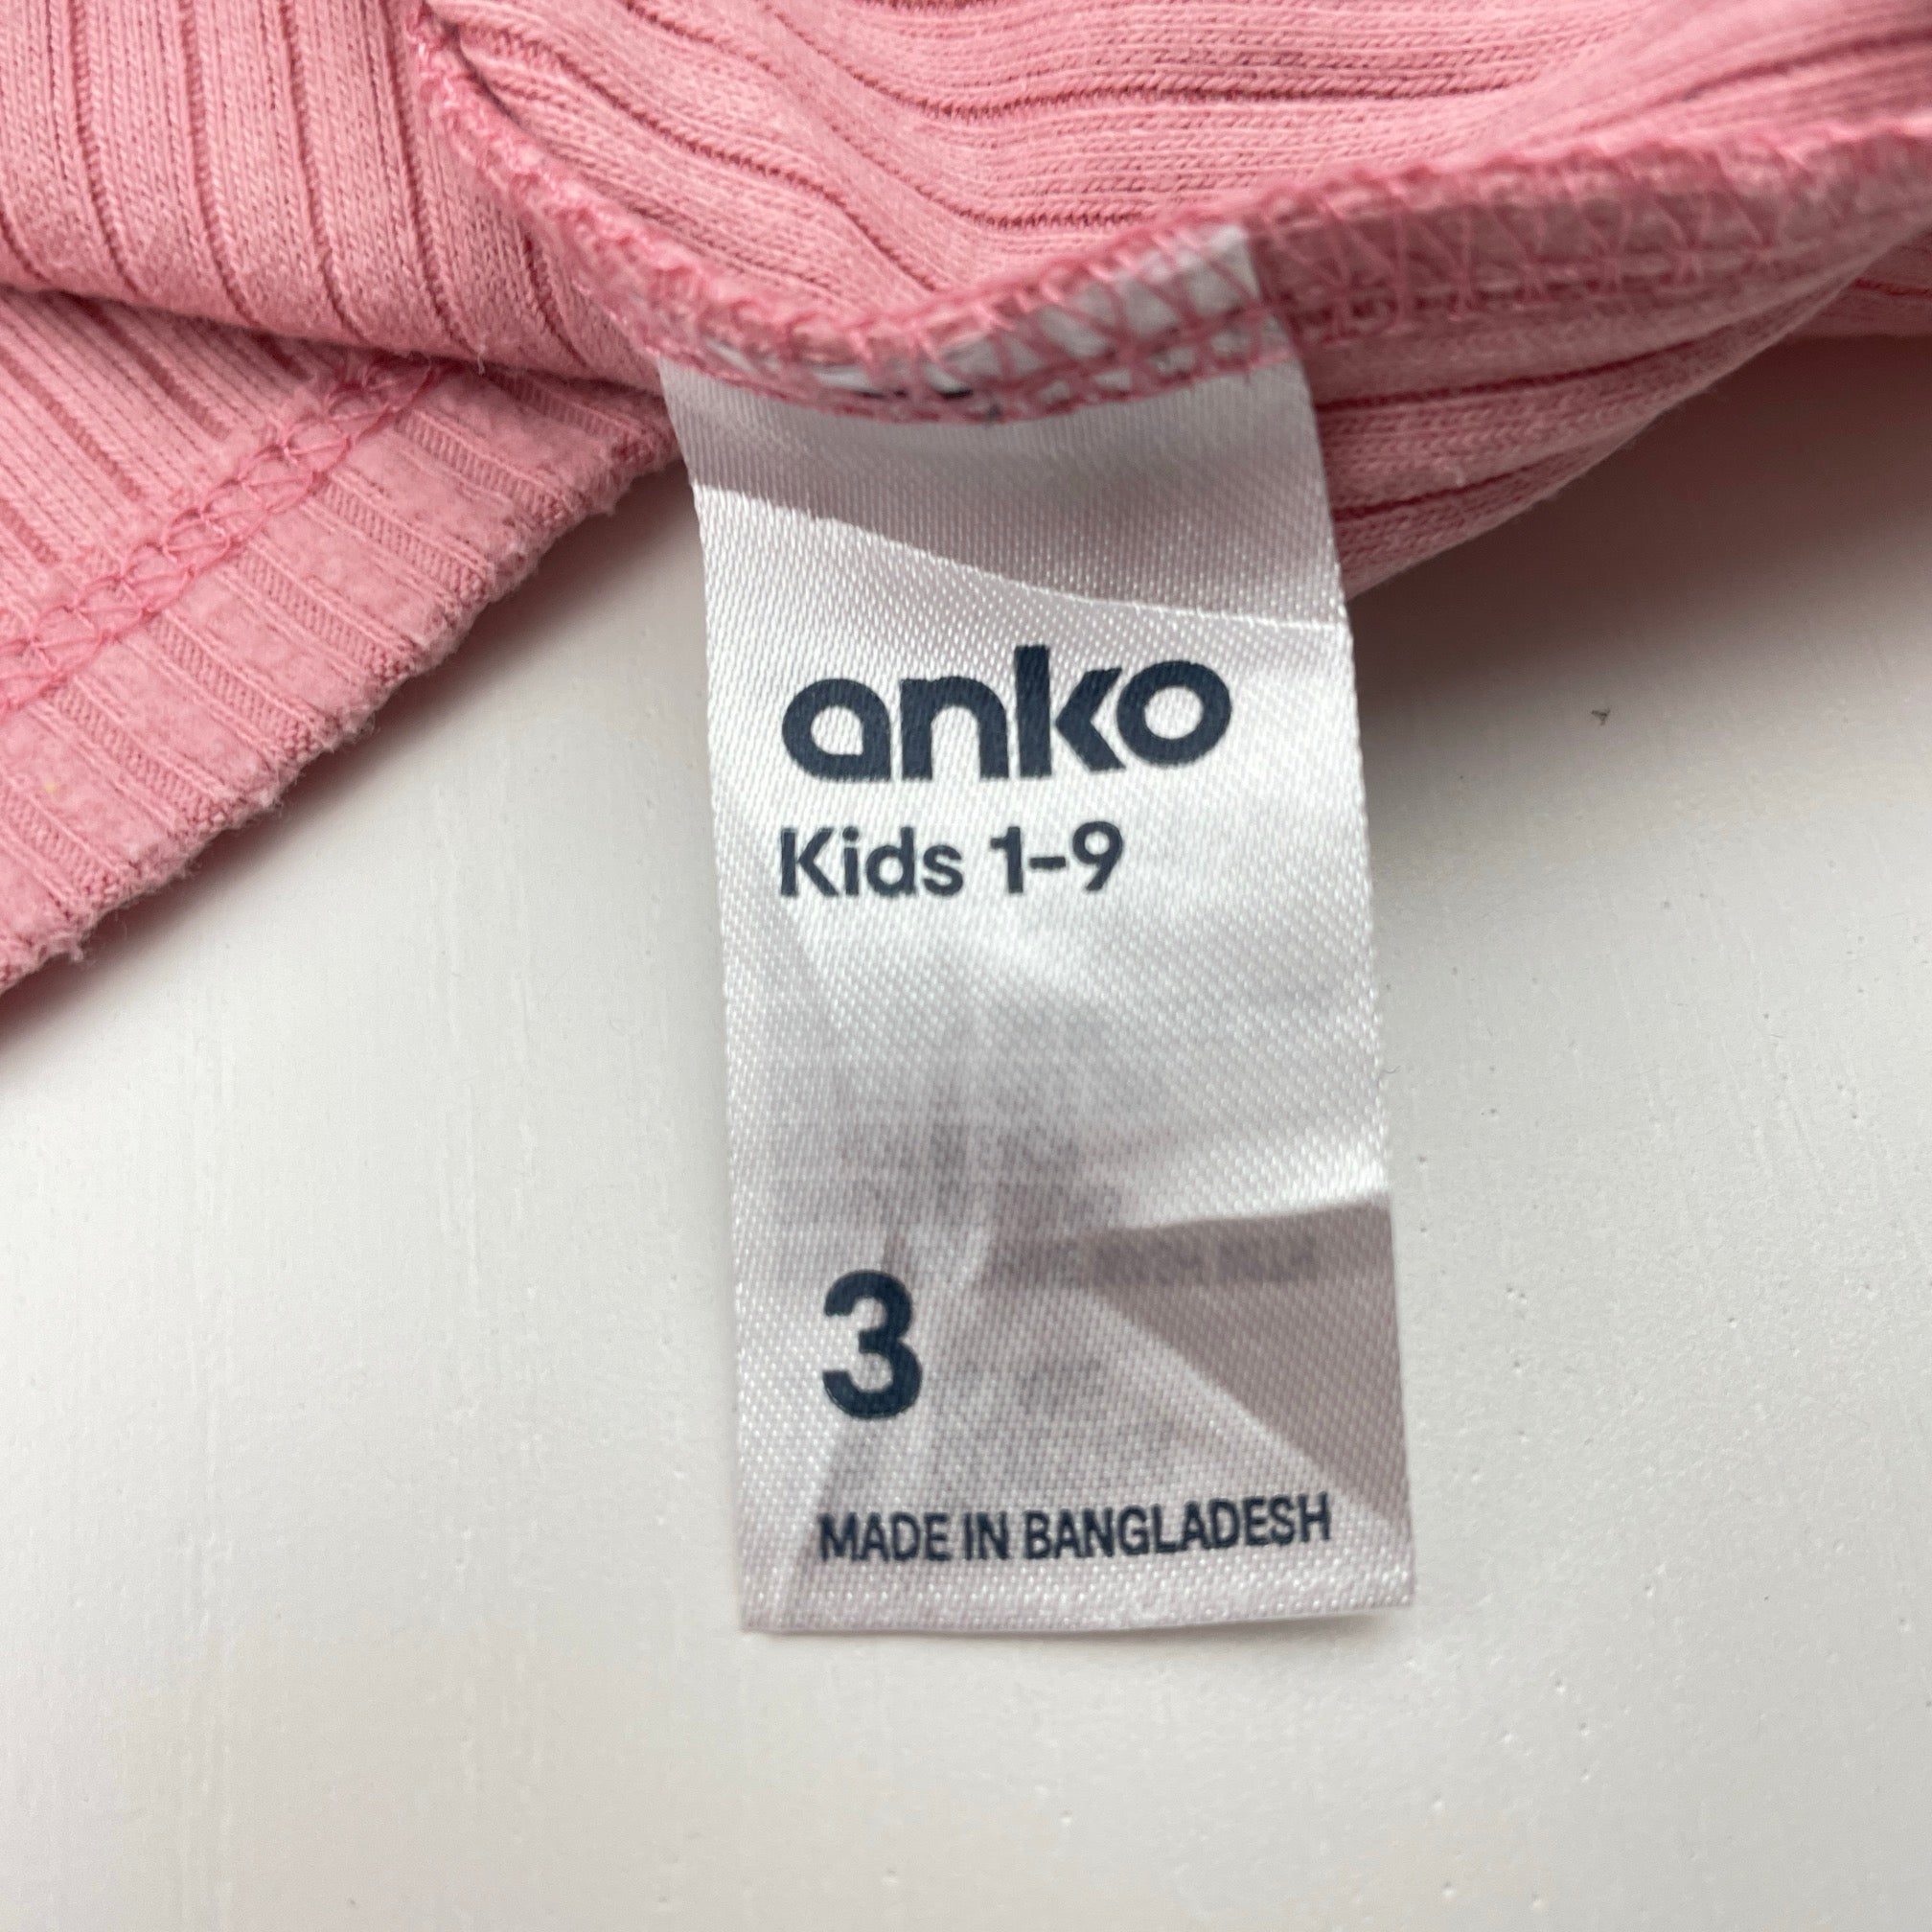 anko
Kids 1-9
3
MADE IN BANGLADESH